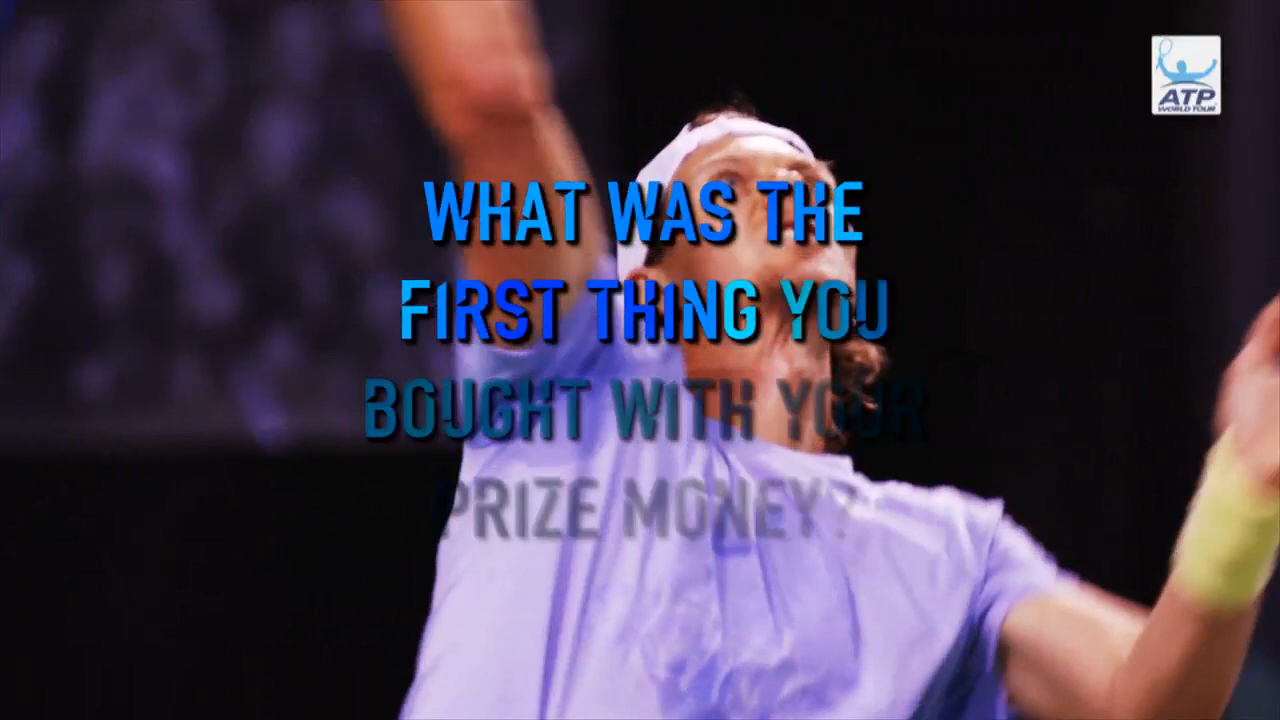 ATP
WORLD TOUR
WHAT WAS THE
FIRST THING YOU
BOUGHT WITH YOUR
PRIZE MONEY?